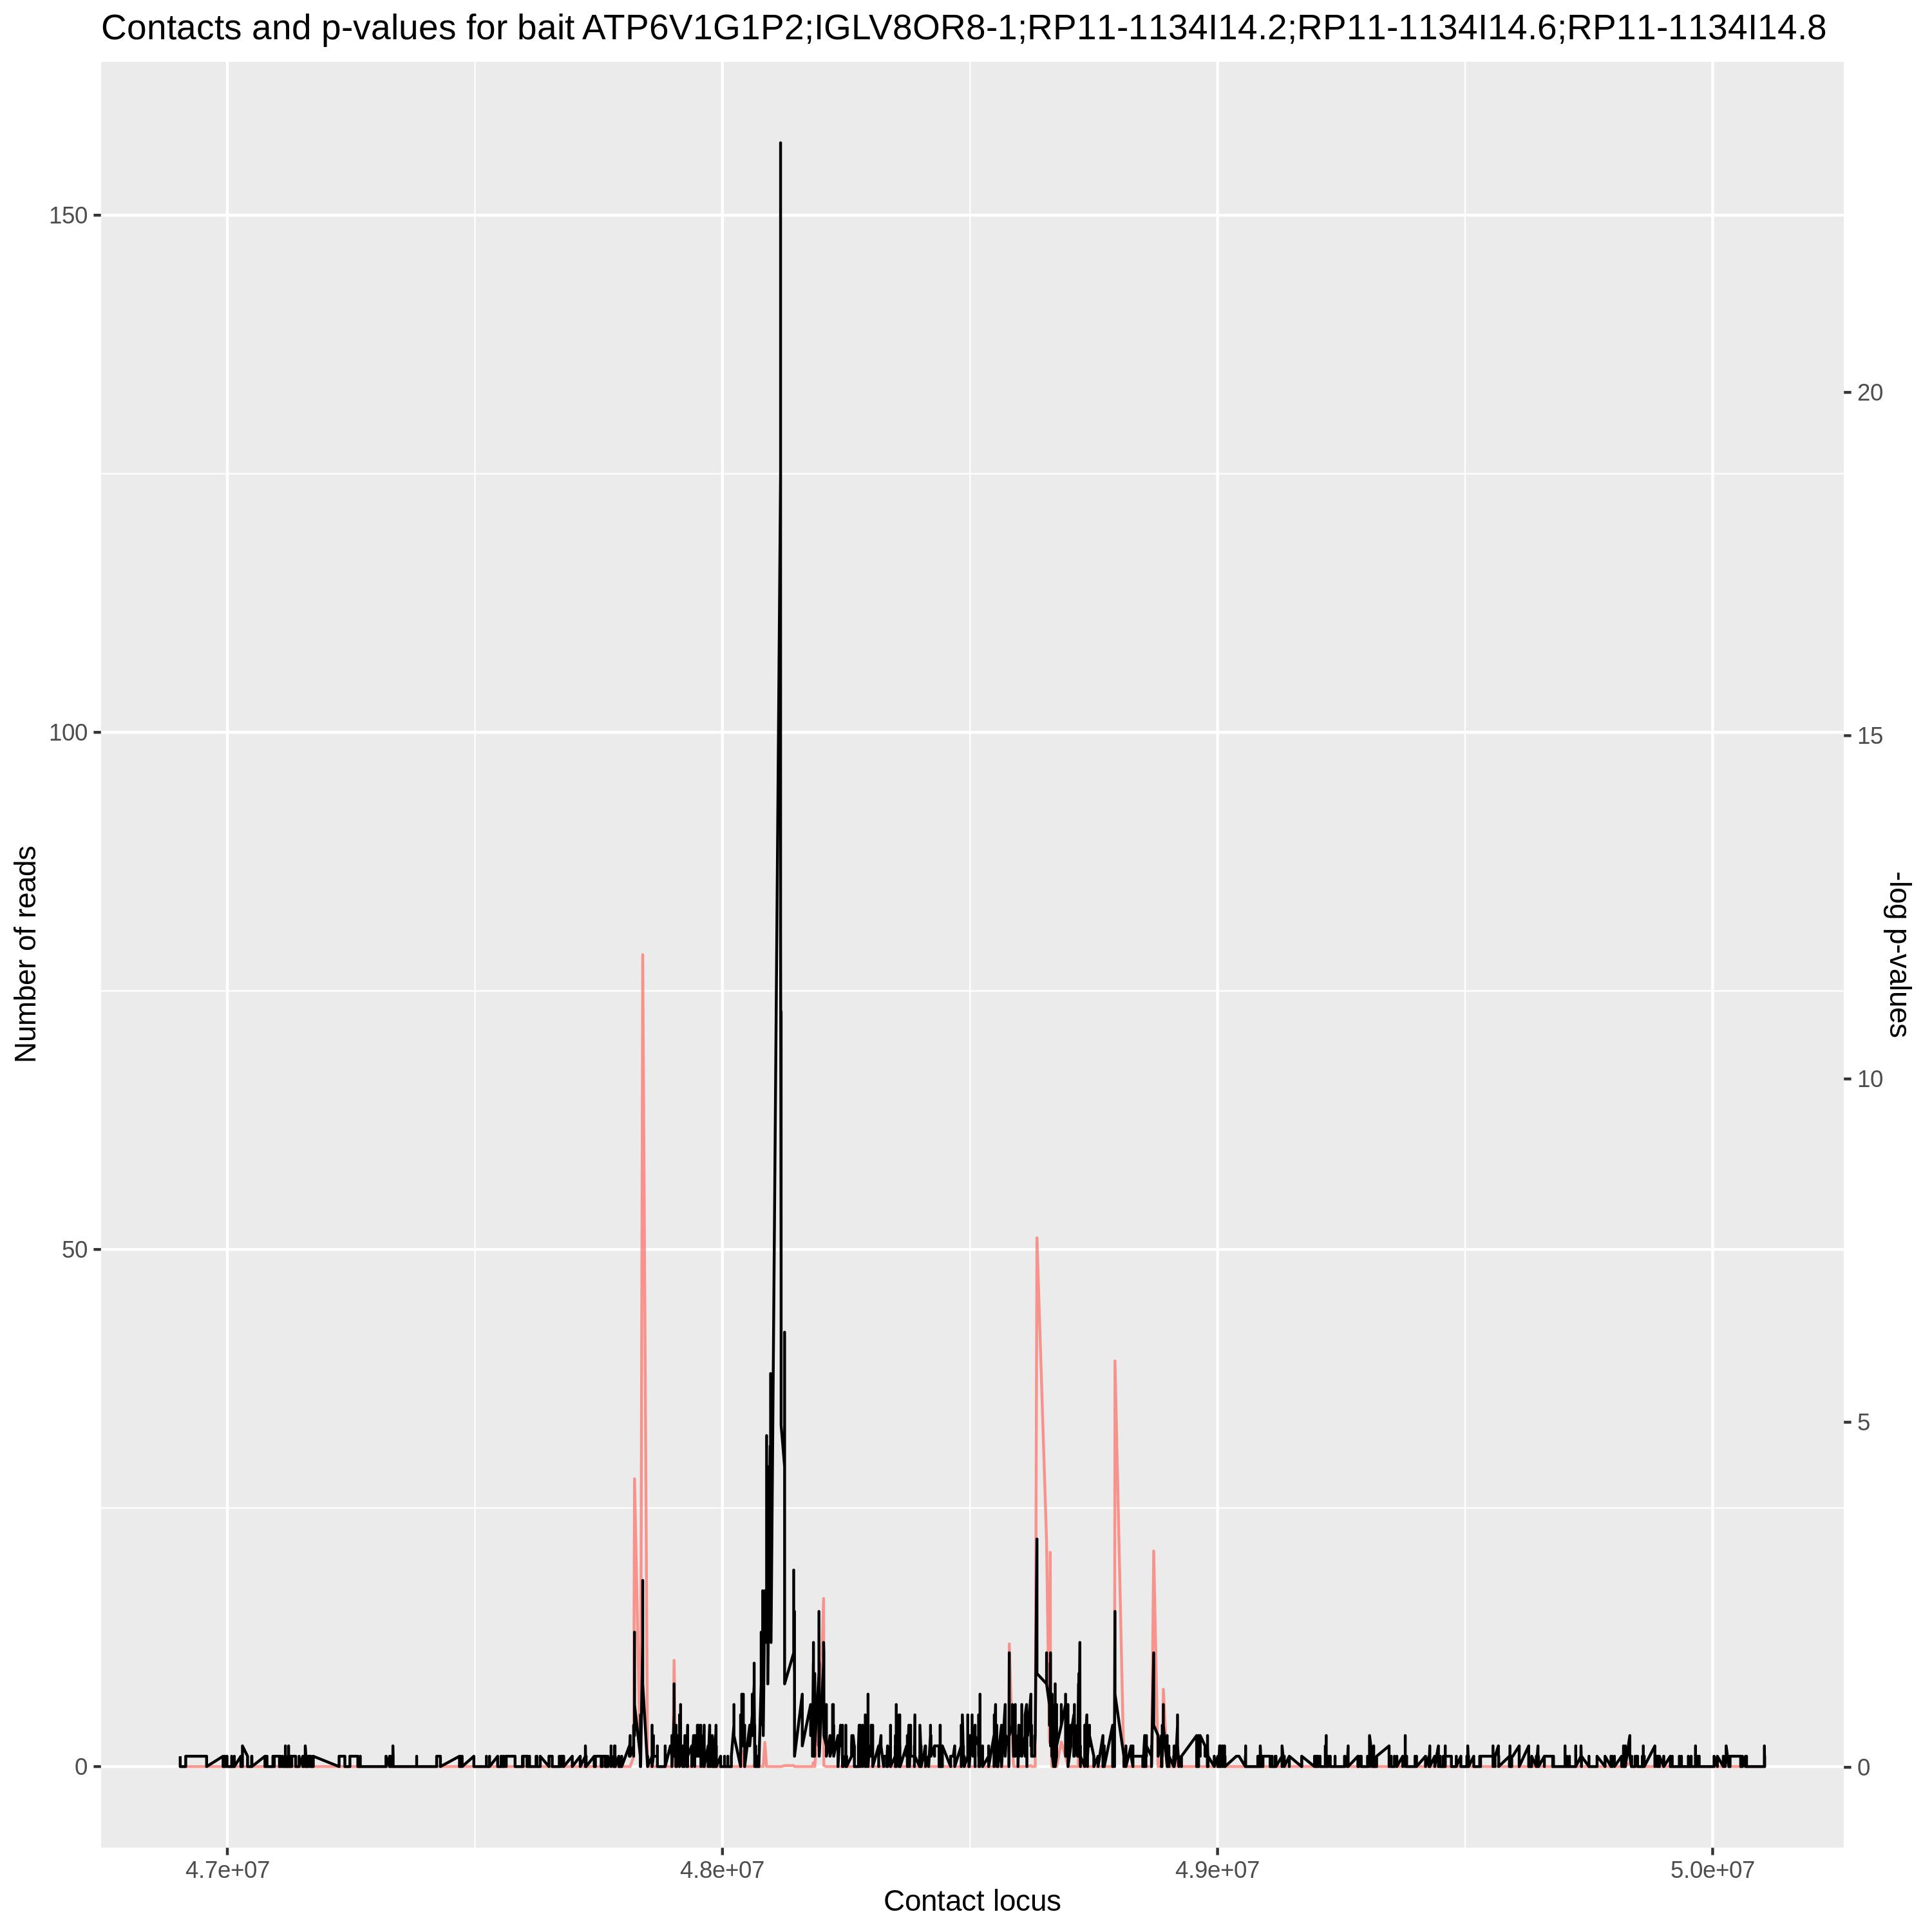 Contacts and p-values for bait ATP6V1G1P2;IGLV8OR8-1;RP11-1134I14.2;RP11-1134I14.6;RP11-1134I14.8
150
100
50
0
Number of reads
20
15
10
5
0
-log p-values
4.7e+07
4.8e+07
4.9e+07
5.0e+07
Contact locus